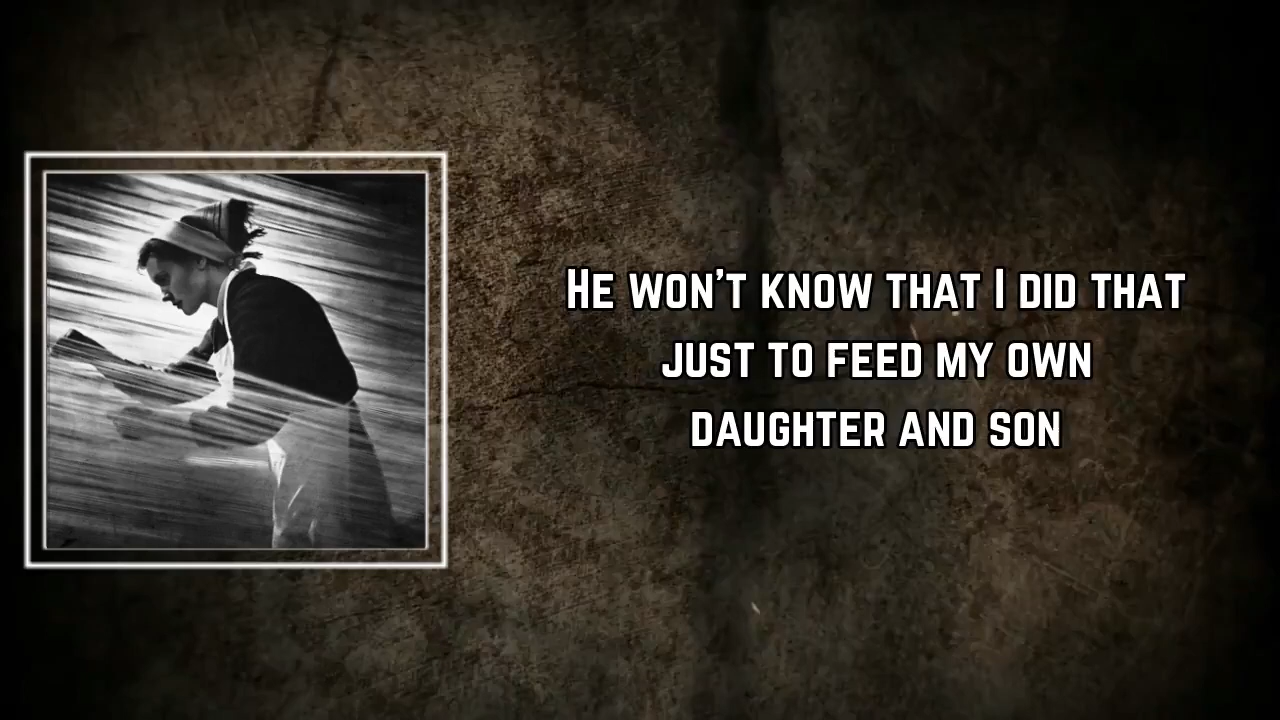 He won't know that I did that
just to feed my own
daughter and son